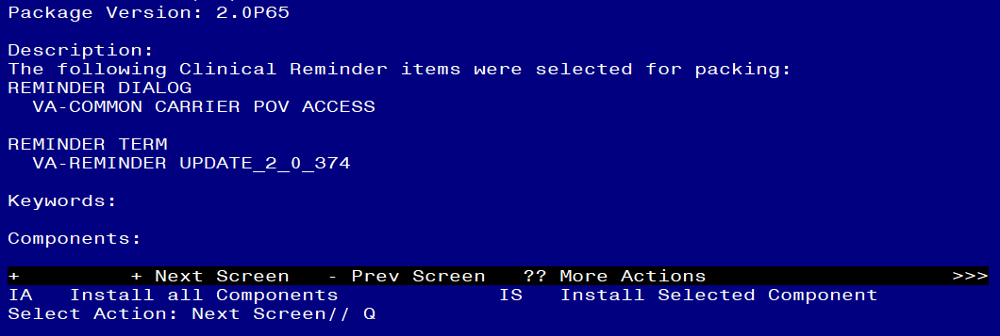 Package Version: 2.0P65
Description:
The following Clinical Reminder items were selected for packing:
REMINDER DIALOG
VA-COMMON CARRIER POV ACCESS
REMINDER TERM
VA-REMINDER UPDATE_2_0_374
Keywords:
Components:
+ + Next Screen - Prev Screen ?? More Actions >>>
IA Install all Components IS Install Selected Component
Select Action: Next Screen// Q